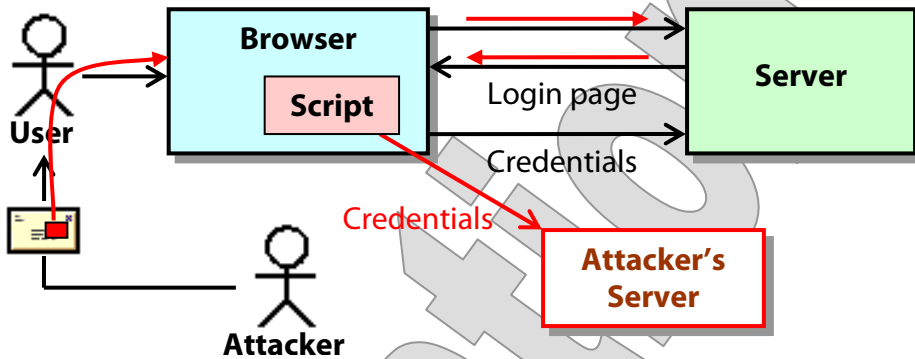 Browser
Script
User
Login page
Credentials
Server
Credentials
Attacker's
Server
Attacker